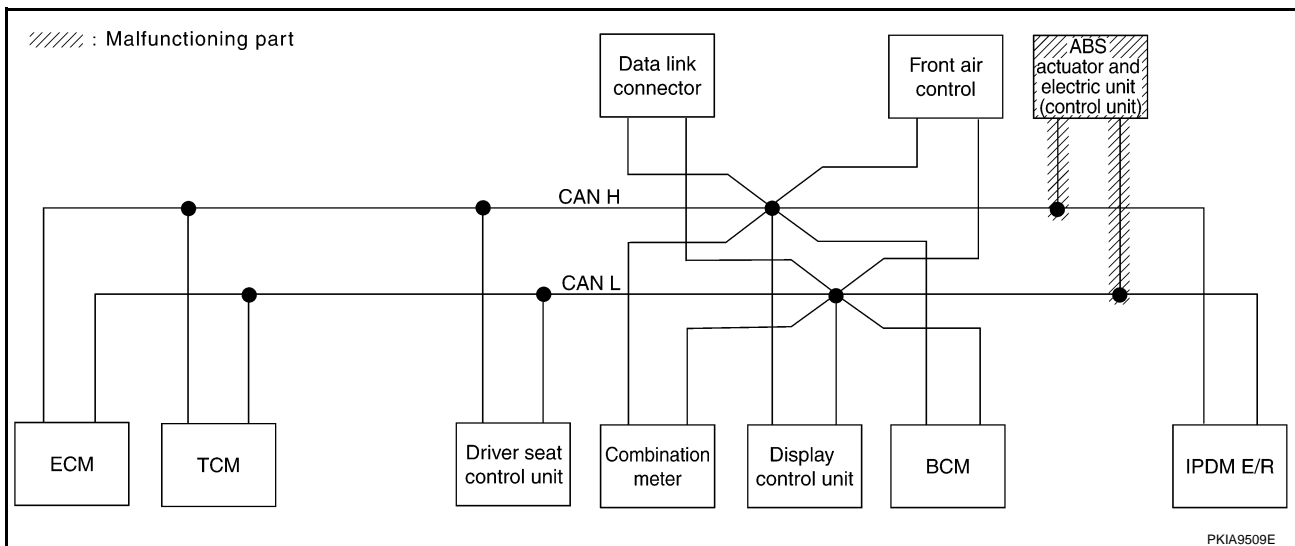 : Malfunctioning part
Data link
connector
Front air
control
ABS
actuator and
electric unit
(control unit)
CAN H
CAN L
ECM
TCM
Driver seat
control unit
Combination
meter
Display
control unit
BCM
IPDM E/R
PKIA9509E